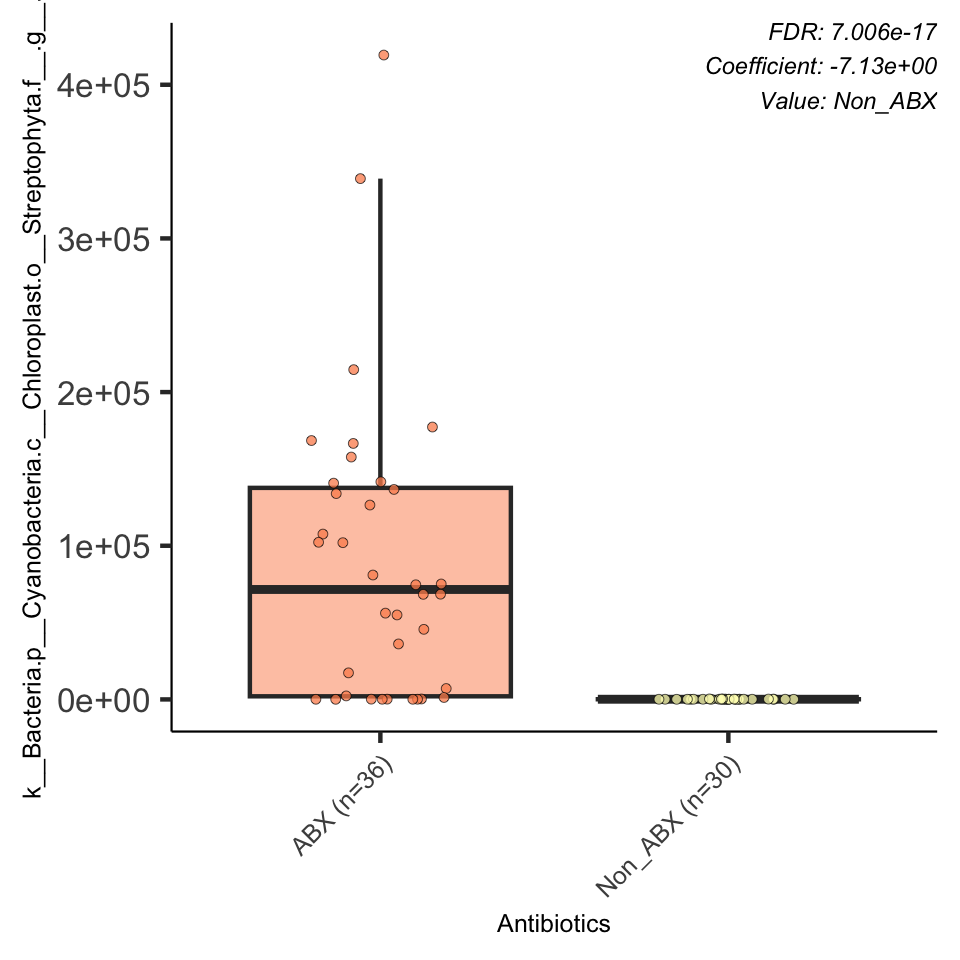 FDR: 7.006e-17
Coefficient: -7.13e+00
Value: Non_ABX
k__Bacteria.p__Cyanobacteria.c__Chloroplast.o__Streptophyta.f__.g__
4e+05
3e+05
2e+05
1e+05
0e+00
ABX (n=36)
Non_ABX (n=30)
Antibiotics